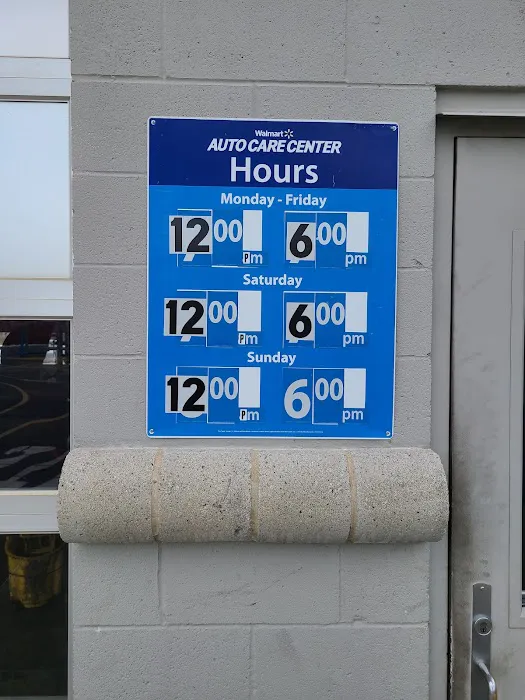 Walmart
AUTO CARE CENTER
Hours
Monday - Friday
12 00 Pm 6 00 pm
Saturday
12 00 Pm 6 00 pm
Sunday
12 00 Pm 6 00 pm